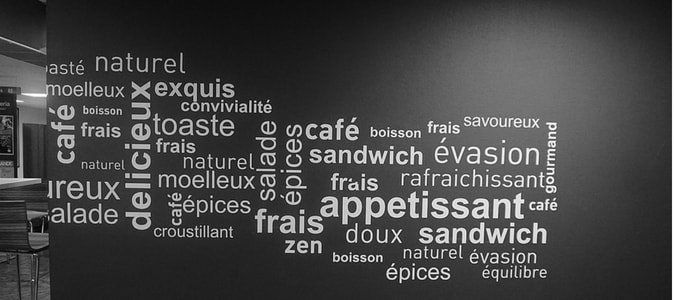 naturel
oasté
moelleux
exquis
boisson
convivialité
café
délicieux
frais
toaste
frais
café
boisson
frais
savoureux
salade
épices
sandwich
évasion
gourmand
naturel
naturel
moelleux
frais
rafraichissant
ureux
café
épices
appetissant
café
alade
croustillant
frais
zen
doux
sandwich
boisson
naturel
évasion
épices
équilibre